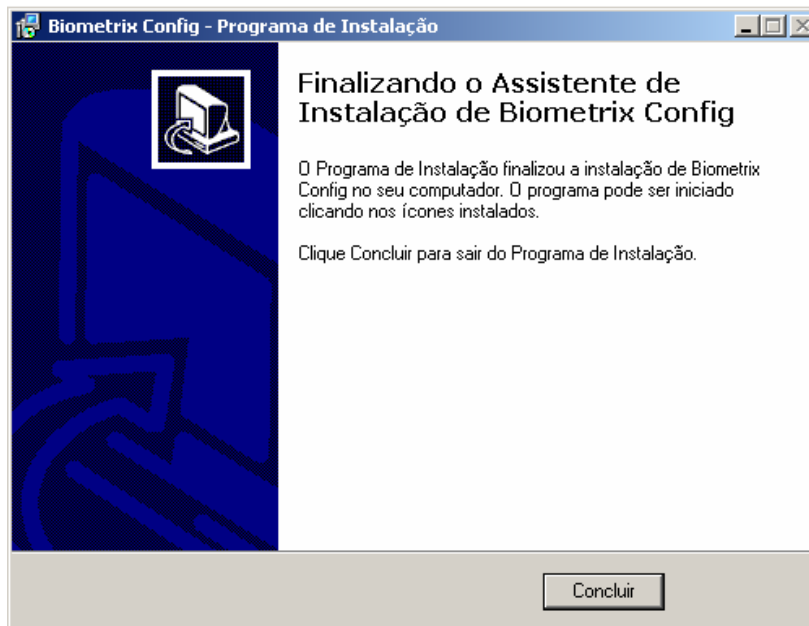 Biometrix Config - Programa de Instalação
Finalizando o Assistente de
Instalação de Biometrix Config
O Programa de Instalação finalizou a instalação de Biometrix
Config no seu computador. O programa pode ser iniciado
clicando nos ícones instalados.
Clique Concluir para sair do Programa de Instalação.
Concluir